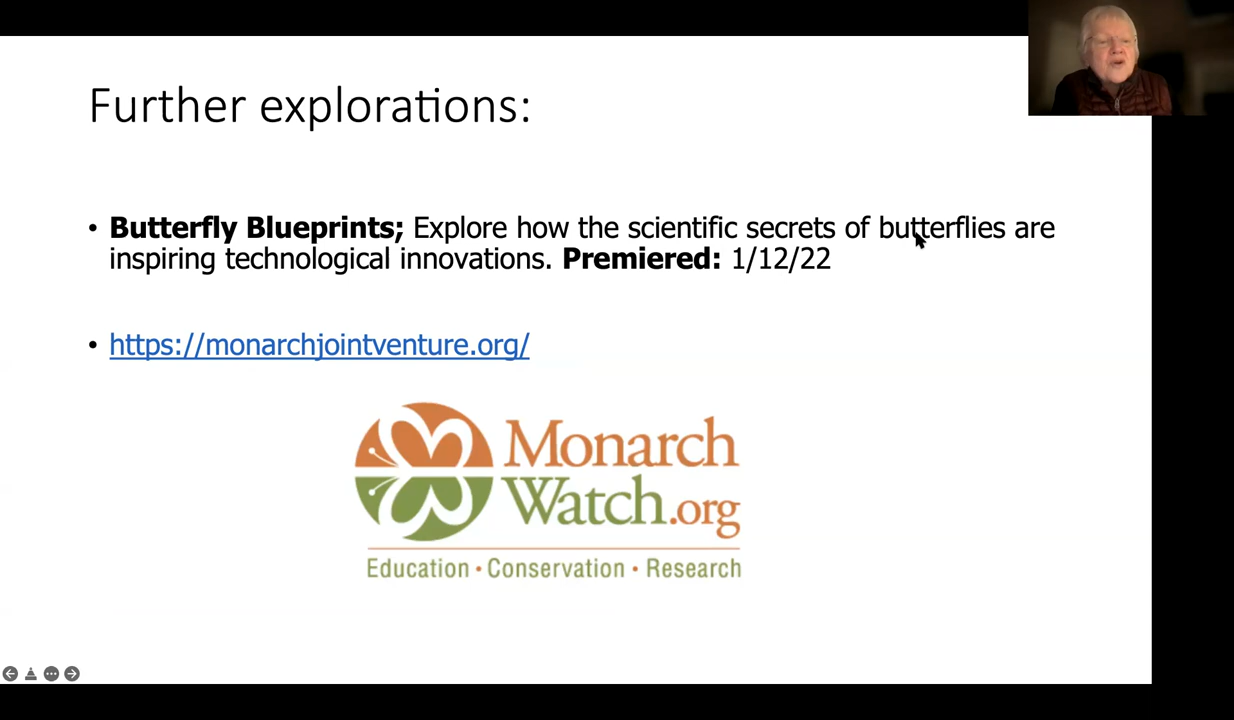 Further explorations:
• Butterfly Blueprints; Explore how the scientific secrets of butterflies are
inspiring technological innovations. Premiered: 1/12/22
• https://monarchjointventure.org/
Monarch
Watch.org
Education • Conservation • Research